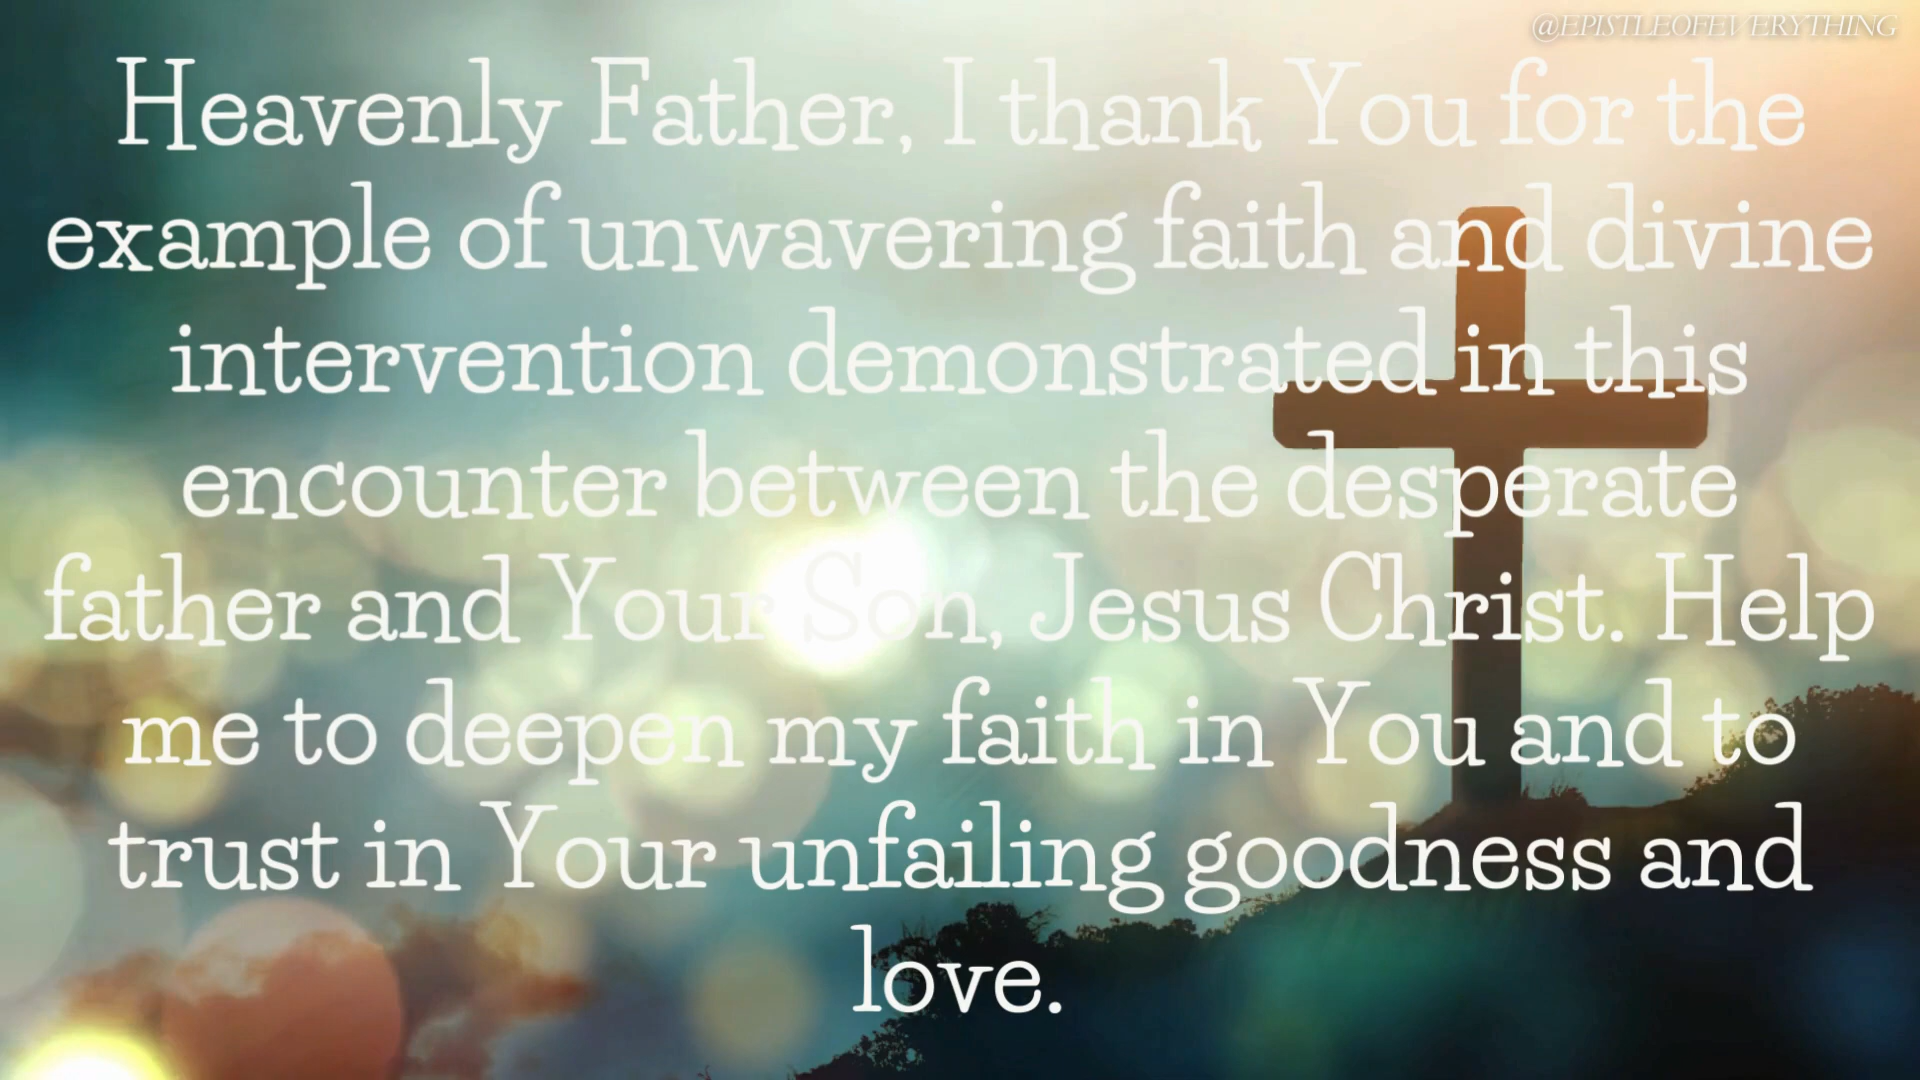 @EPISTLEOFEVERYTHING
Heavenly Father, I thank You for the
example of unwavering faith and divine
intervention demonstrated in this
encounter between the desperate
father and Your Son, Jesus Christ. Help
me to deepen my faith in You and to
trust in Your unfailing goodness and
love.